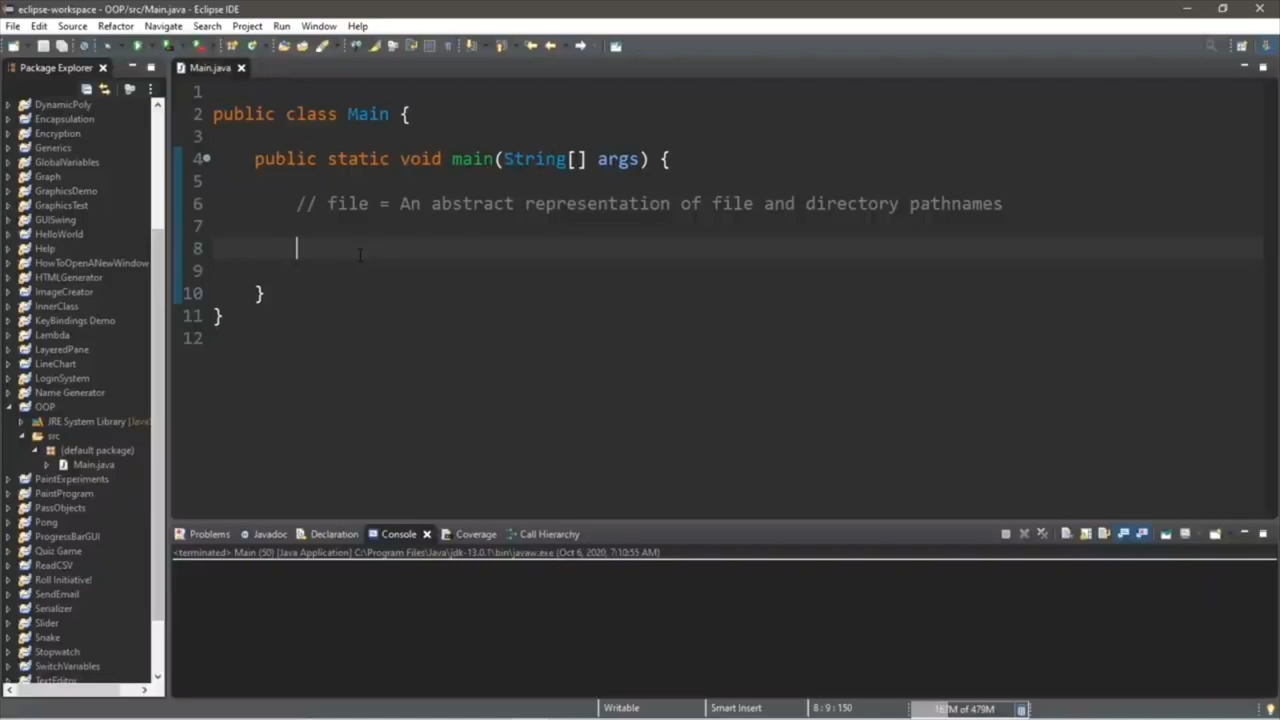 eclipse-workspace - OOP/src/Main.java - Eclipse IDE
File Edit Source Refactor Navigate Search Project Run Window Help
Package Explorer
DynamicPoly
Encapsulation
Encryption
Generics
GlobalVariables
Graph
GraphicsDemo
GraphicsTest
GUISwing
HelloWorld
Help
HowToOpenANewWindow
HTMLGenerator
ImageCreator
InnerClass
KeyBindings Demo
Lambda
LayeredPane
LineChart
LoginSystem
Name Generator
OOP
JRE System Library [Java
src
(default package)
Main.java
PaintExperiments
PaintProgram
PassObjects
Pong
ProgressBarGUI
Quiz Game
ReadCSV
Roll Initiative!
SendEmail
Serializer
Slider
Snake
Stopwatch
SwitchVariables
TextEditor
Main.java
1
2 public class Main {
3
4 public static void main(String[] args) {
5
6 // file = An abstract representation of file and directory pathnames
7
8
9
10 }
11 }
12
Problems Javadoc Declaration Console Coverage Call Hierarchy
<terminated> Main (50) [Java Application] C:\Program Files\Java\jdk-13.0.1\bin\javaw.exe (Oct 6, 2020, 7:10:55 AM)
Writable Smart Insert 8 : 9 : 150